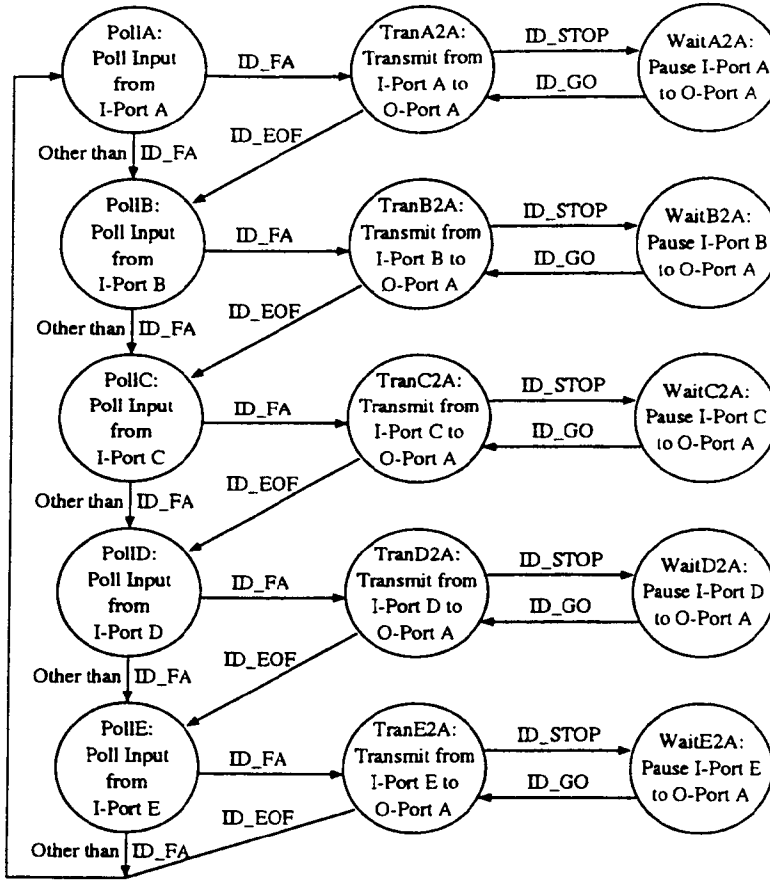 PollA:
Poll Input
from
I-Port A
ID_FA
TranA2A:
Transmit from
I-Port A to
O-Port A
ID_STOP
ID_GO
WaitA2A:
Pause I-Port A
to O-Port A
Other than ID_FA
ID_EOF
PollB:
Poll Input
from
I-Port B
ID_FA
TranB2A:
Transmit from
I-Port B to
O-Port A
ID_STOP
ID_GO
WaitB2A:
Pause I-Port B
to O-Port A
Other than ID_FA
ID_EOF
PollC:
Poll Input
from
I-Port C
ID_FA
TranC2A:
Transmit from
I-Port C to
O-Port A
ID_STOP
ID_GO
WaitC2A:
Pause I-Port C
to O-Port A
Other than ID_FA
ID_EOF
PollD:
Poll Input
from
I-Port D
ID_FA
TranD2A:
Transmit from
I-Port D to
O-Port A
ID_STOP
ID_GO
WaitD2A:
Pause I-Port D
to O-Port A
Other than ID_FA
ID_EOF
PollE:
Poll Input
from
I-Port E
ID_FA
TranE2A:
Transmit from
I-Port E to
O-Port A
ID_STOP
ID_GO
WaitE2A:
Pause I-Port E
to O-Port A
Other than ID_FA
ID_EOF